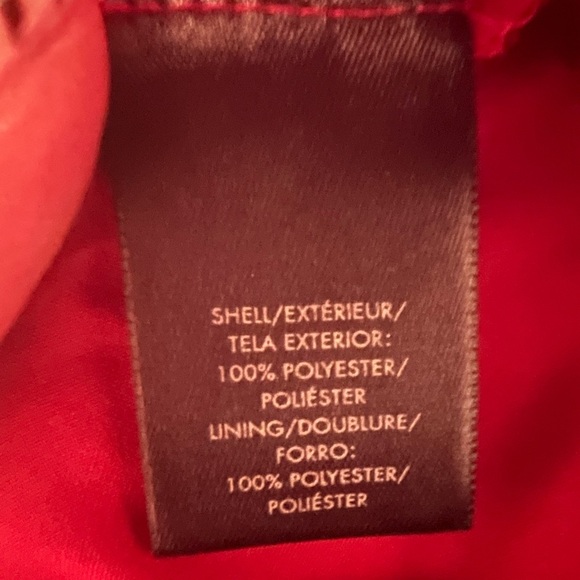 SHELL/EXTÉRIEUR/
TELA EXTERIOR:
100% POLYESTER/
POLIÉSTER
LINING/DOUBLURE/
FORRO:
100% POLYESTER/
POLIÉSTER